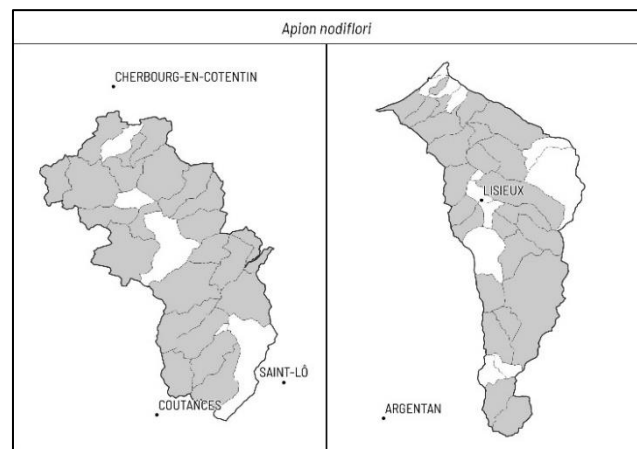 Apion nodiflori
CHERBOURG-EN-COTENTIN
LISIEUX
SAINT-LÔ
COUTANCES
ARGENTAN